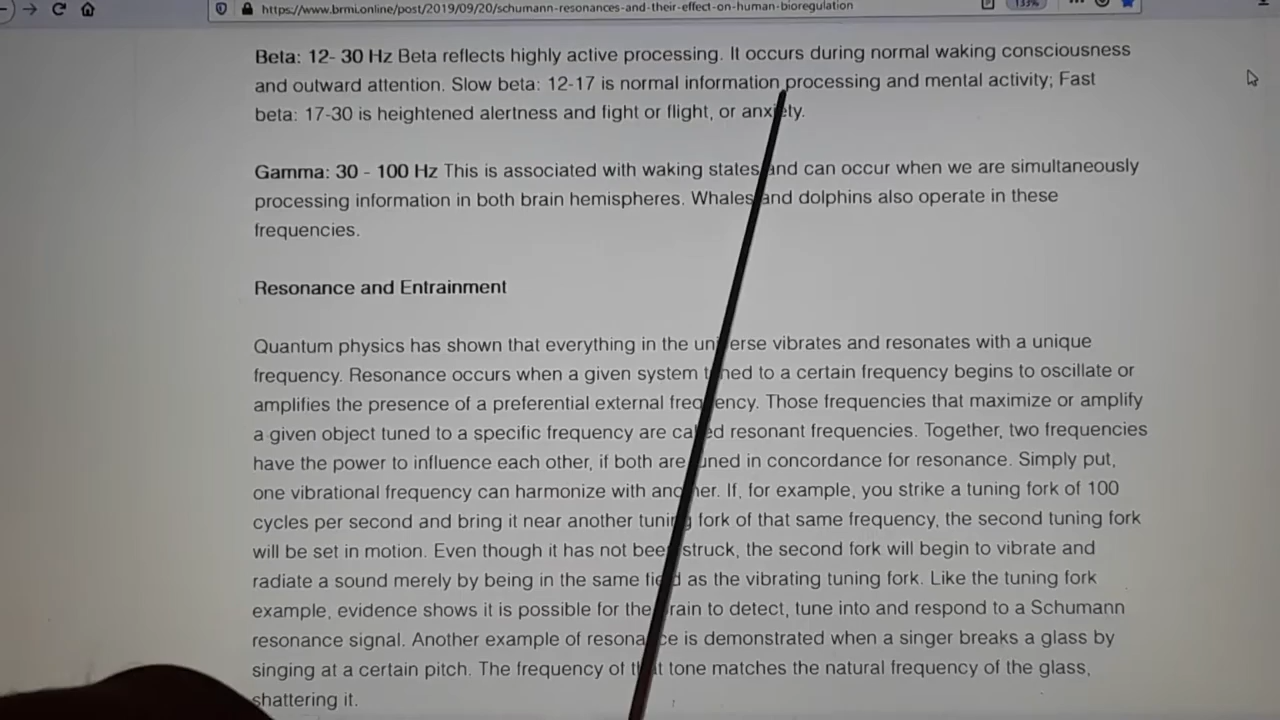 https://www.brmi.online/post/2019/09/20/schumann-resonances-and-their-effect-on-human-bioregulation
133%
Beta: 12- 30 Hz Beta reflects highly active processing. It occurs during normal waking consciousness
and outward attention. Slow beta: 12-17 is normal information processing and mental activity; Fast
beta: 17-30 is heightened alertness and fight or flight, or anxiety.
Gamma: 30 - 100 Hz This is associated with waking states and can occur when we are simultaneously
processing information in both brain hemispheres. Whales and dolphins also operate in these
frequencies.
Resonance and Entrainment
Quantum physics has shown that everything in the universe vibrates and resonates with a unique
frequency. Resonance occurs when a given system tuned to a certain frequency begins to oscillate or
amplifies the presence of a preferential external frequency. Those frequencies that maximize or amplify
a given object tuned to a specific frequency are called resonant frequencies. Together, two frequencies
have the power to influence each other, if both are tuned in concordance for resonance. Simply put,
one vibrational frequency can harmonize with another. If, for example, you strike a tuning fork of 100
cycles per second and bring it near another tuning fork of that same frequency, the second tuning fork
will be set in motion. Even though it has not been struck, the second fork will begin to vibrate and
radiate a sound merely by being in the same field as the vibrating tuning fork. Like the tuning fork
example, evidence shows it is possible for the brain to detect, tune into and respond to a Schumann
resonance signal. Another example of resonance is demonstrated when a singer breaks a glass by
singing at a certain pitch. The frequency of that tone matches the natural frequency of the glass,
shattering it.